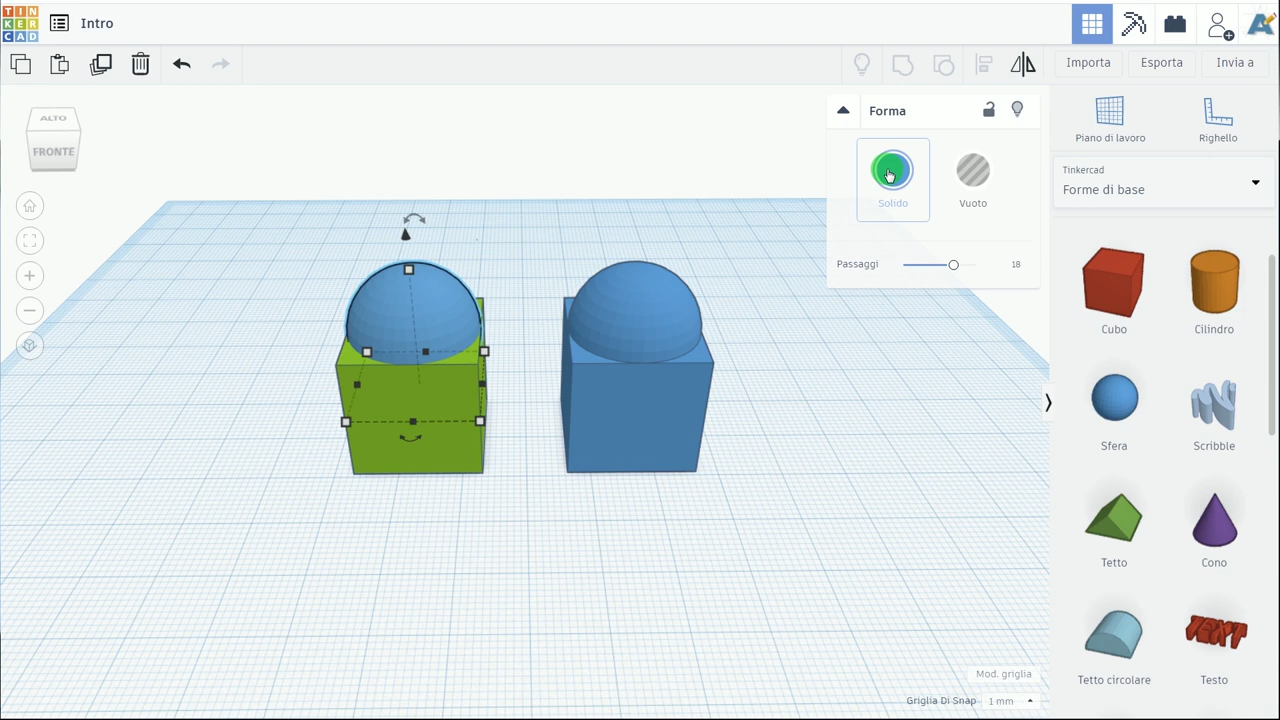 TIN
KER
CAD
Intro
Importa
Esporta
Invia a
ALTO
FRONTE
Forma
Solido
Vuoto
Passaggi
18
Piano di lavoro
Righello
Tinkercad
Forme di base
Cubo
Cilindro
Sfera
Scribble
Tetto
Cono
TEXT
Tetto circolare
Testo
Mod. griglia
Griglia Di Snap
1 mm